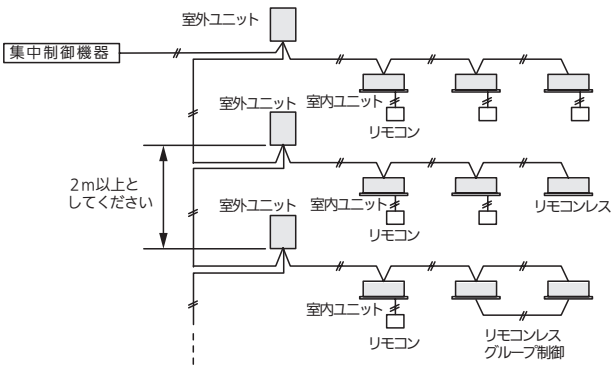 室外ユニット
集中制御機器
室外ユニット
室内ユニット
リモコン
2m以上と
してください
室外ユニット
室内ユニット
リモコン
リモコンレス
室内ユニット
リモコン
リモコンレス
グループ制御